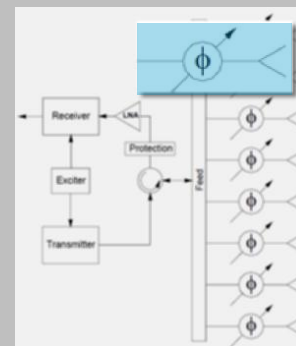 ϕ
Receiver
LNA
ϕ
Protection
ϕ
Exciter
Feed
ϕ
Transmitter
ϕ
ϕ
ϕ